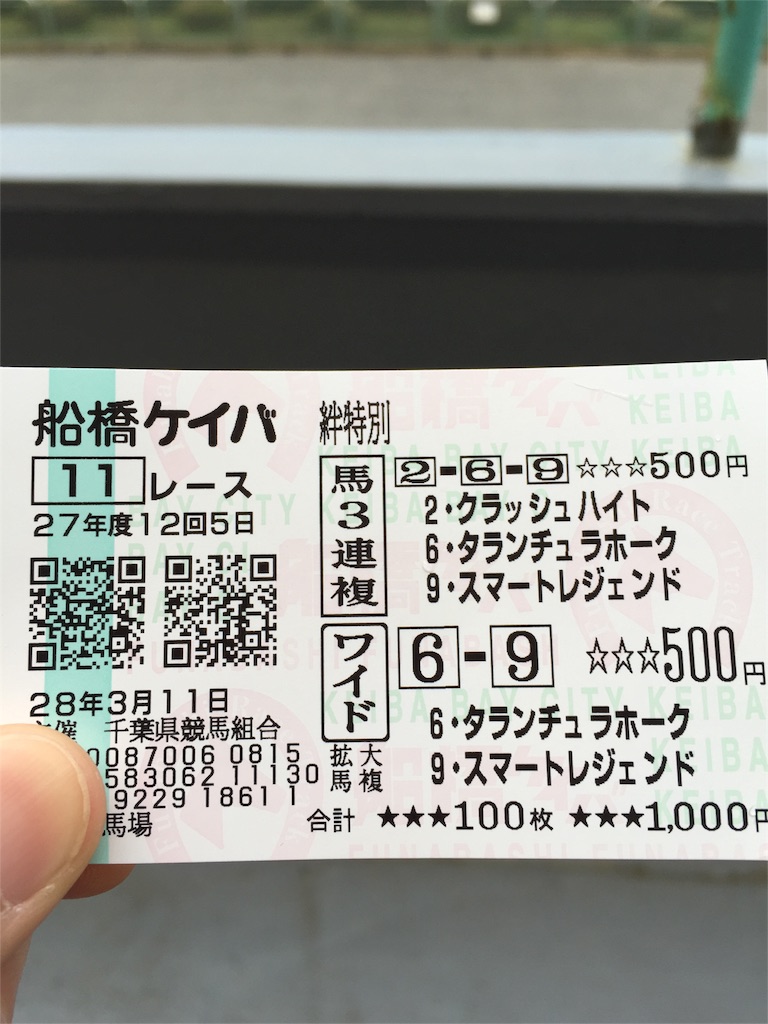 船橋ケイバ
11レース
27年度12回5日
28年3月11日
主催 千葉県競馬組合
0087006 0815
583062 11130
9229 18611
馬場
絆特別
馬3連複
2-6-9☆☆☆500円
2・クラッシュハイト
6・タランチュラホーク
9・スマートレジェンド
ワイド
拡大馬複
6-9 ☆☆☆500円
6・タランチュラホーク
9・スマートレジェンド
合計 ★★★100枚 ★★★1,000円